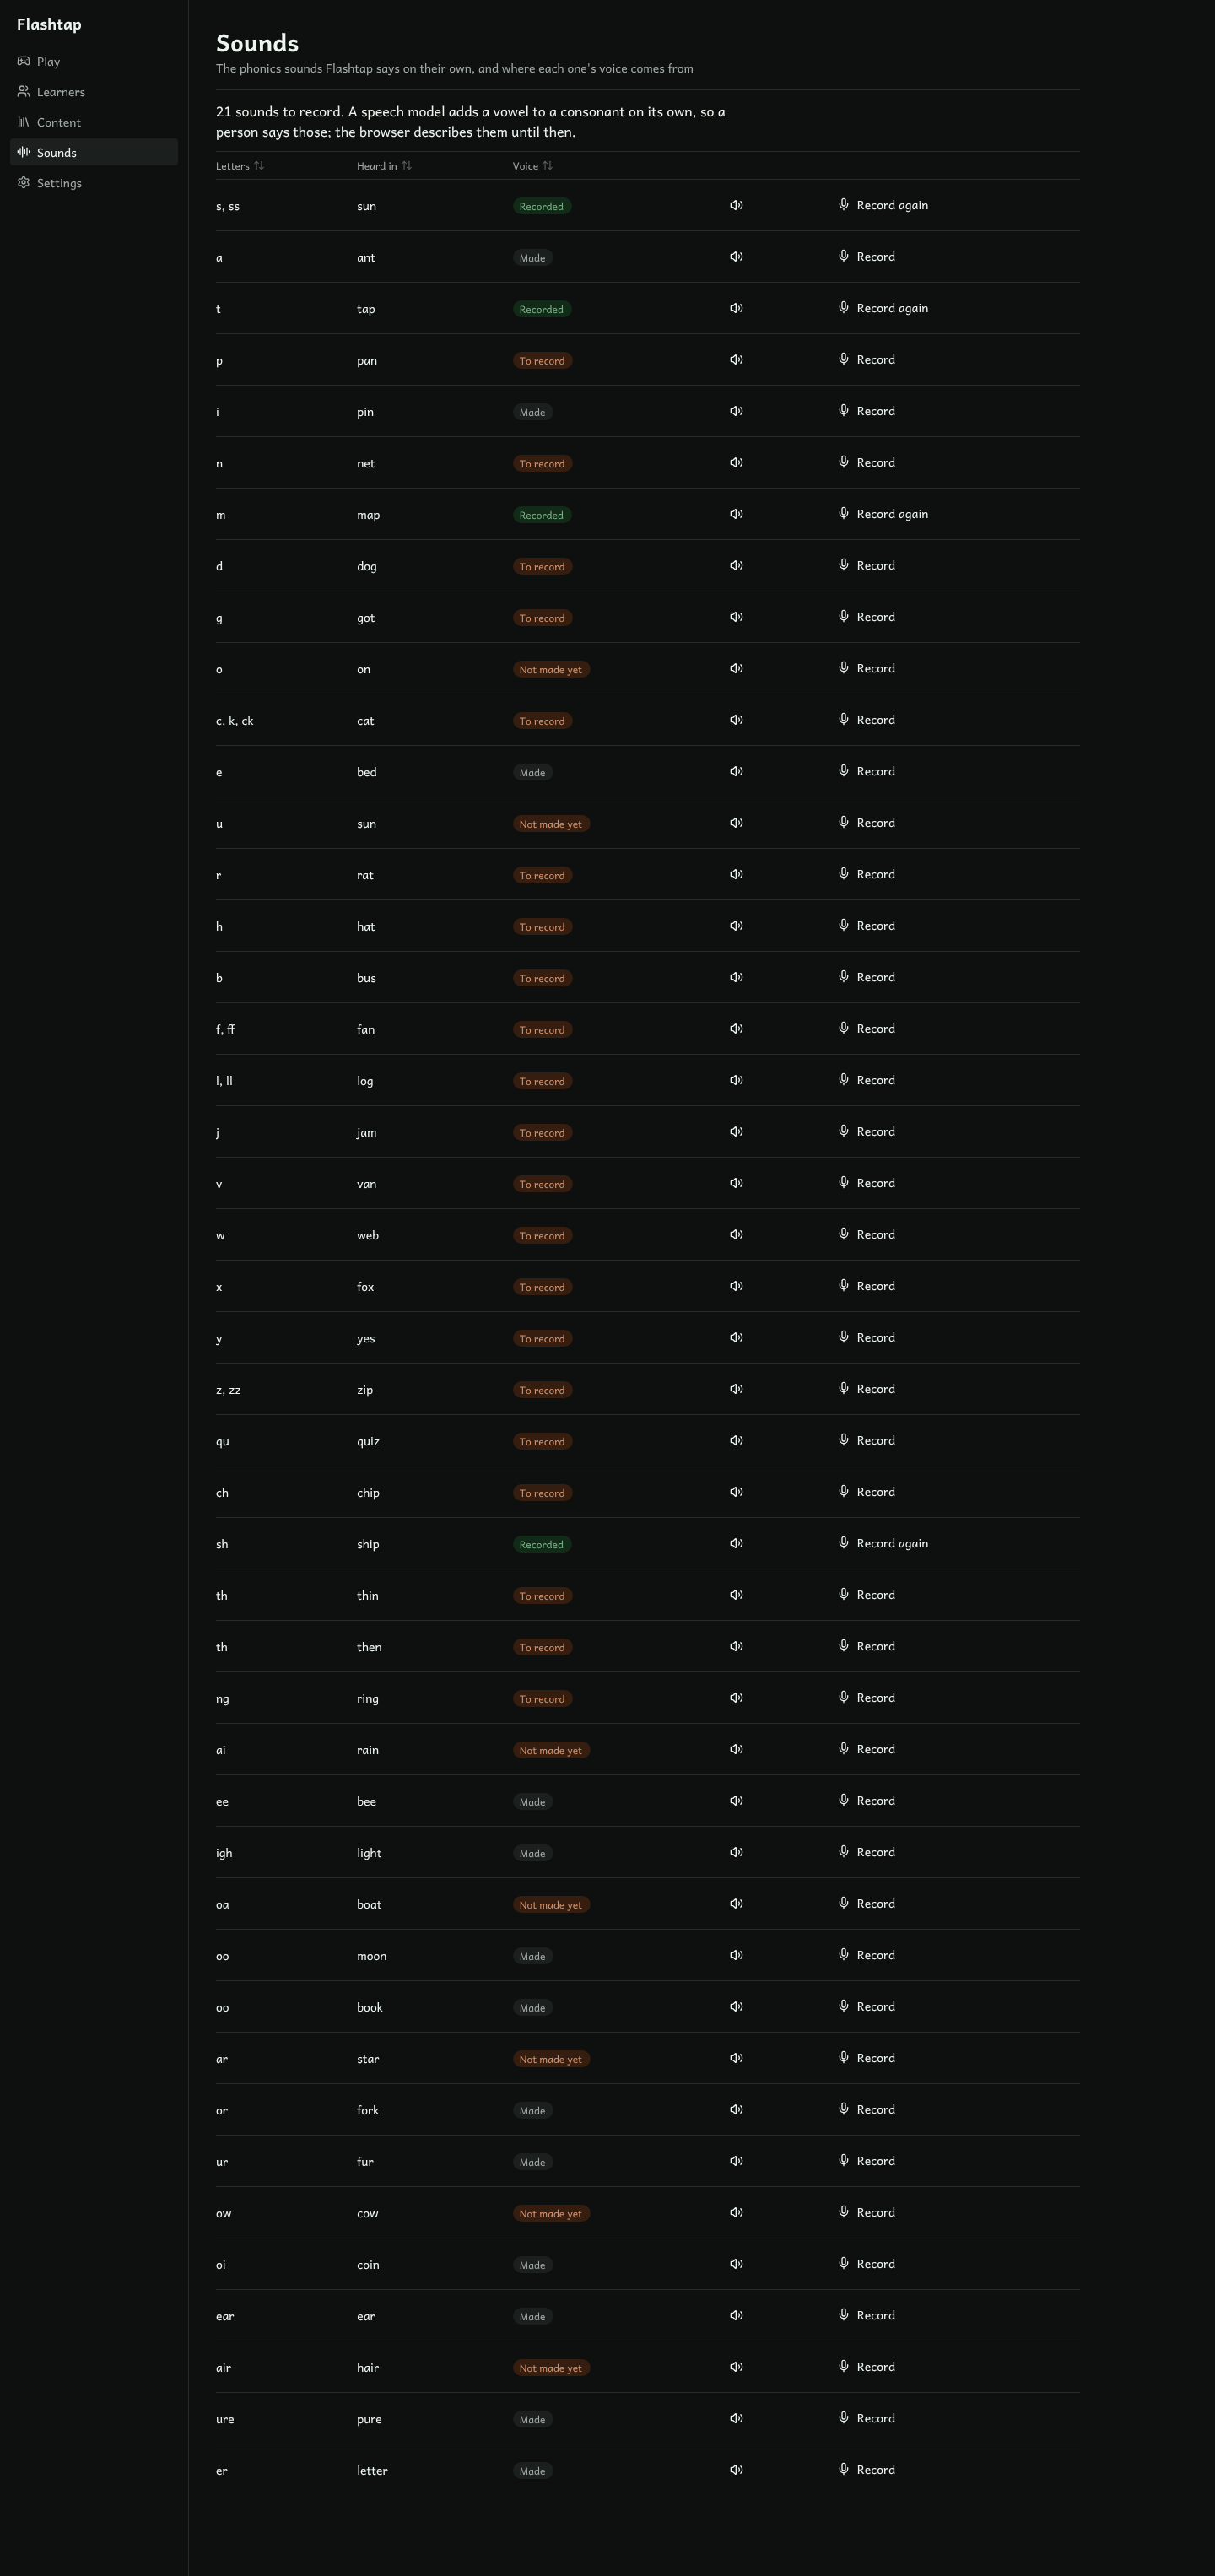 Flashtap
Play
Learners
Content
Sounds
Settings
Sounds
The phonics sounds Flashtap says on their own, and where each one's voice comes from
21 sounds to record. A speech model adds a vowel to a consonant on its own, so a
person says those; the browser describes them until then.
Letters Heard in Voice
s, ss sun Recorded Record again
a ant Made Record
t tap Recorded Record again
p pan To record Record
i pin Made Record
n net To record Record
m map Recorded Record again
d dog To record Record
g got To record Record
o on Not made yet Record
c, k, ck cat To record Record
e bed Made Record
u sun Not made yet Record
r rat To record Record
h hat To record Record
b bus To record Record
f, ff fan To record Record
l, ll log To record Record
j jam To record Record
v van To record Record
w web To record Record
x fox To record Record
y yes To record Record
z, zz zip To record Record
qu quiz To record Record
ch chip To record Record
sh ship Recorded Record again
th thin To record Record
th then To record Record
ng ring To record Record
ai rain Not made yet Record
ee bee Made Record
igh light Made Record
oa boat Not made yet Record
oo moon Made Record
oo book Made Record
ar star Not made yet Record
or fork Made Record
ur fur Made Record
ow cow Not made yet Record
oi coin Made Record
ear ear Made Record
air hair Not made yet Record
ure pure Made Record
er letter Made Record